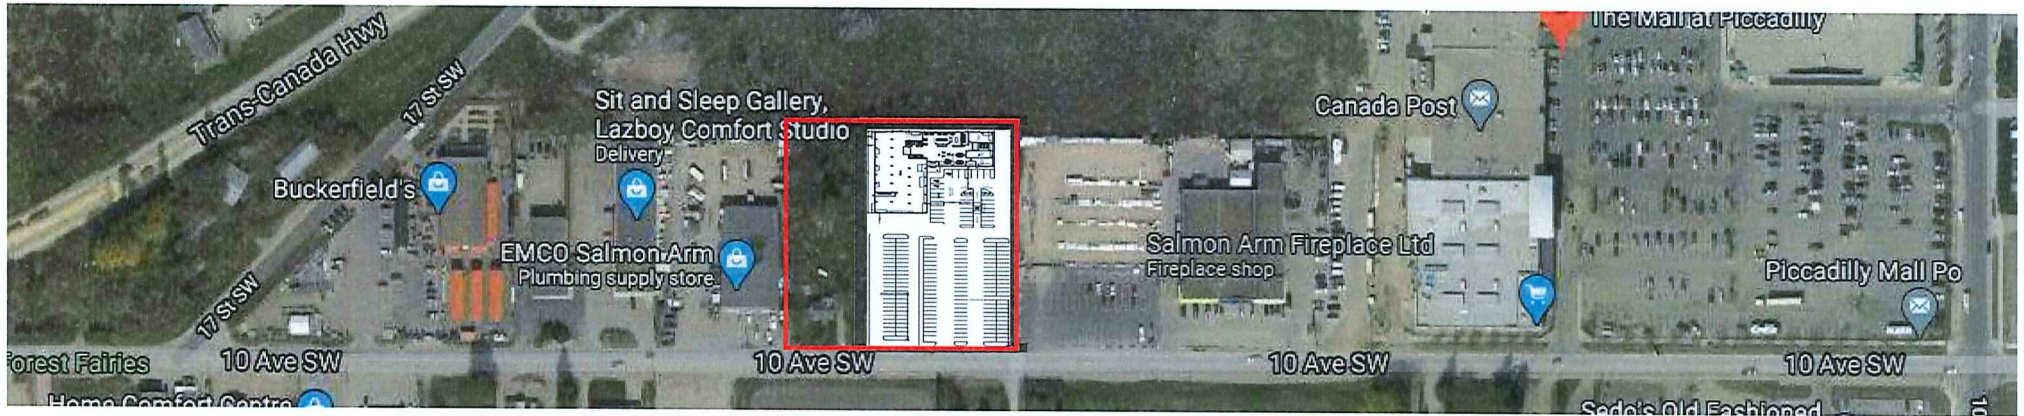 The Mall at Piccadilly
Trans-Canada Hwy
17 St SW
Sit and Sleep Gallery,
Lazboy Comfort Studio
Delivery
Canada Post
Buckerfield's
EMCO Salmon Arm
Plumbing supply store
Salmon Arm Fireplace Ltd
Fireplace shop
Piccadilly Mall Po
17 St SW
Forest Fairies
10 Ave SW
10 Ave SW
10 Ave SW
10 Ave SW
10
10
Home Comfort Centre
Sedo's Old Fashioned